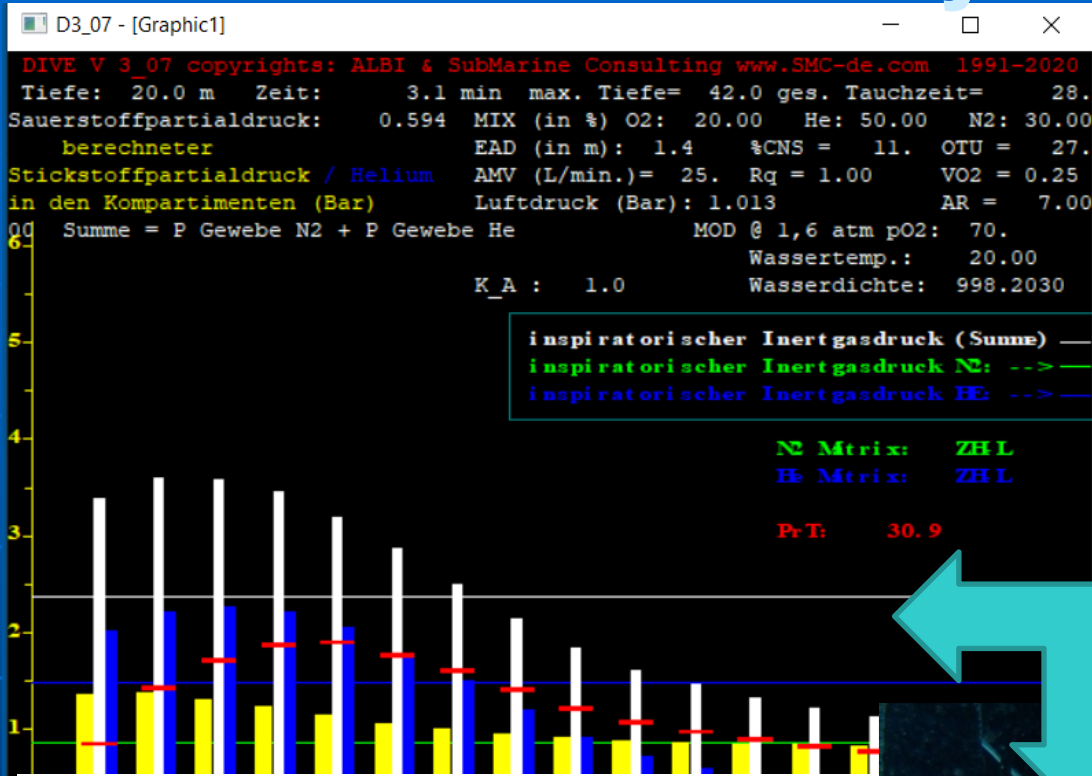 D3_07 - [Graphic1]
DIVE V 3_07 copyrights: ALBI & SubMarine Consulting www.SMC-de.com 1991-2020
Tiefe: 20.0 m Zeit: 3.1 min max. Tiefe= 42.0 ges. Tauchzeit= 28.
Sauerstoffpartialdruck: 0.594 MIX (in %) O2: 20.00 He: 50.00 N2: 30.00
berechneter EAD (in m): 1.4 %CNS = 11. OTU = 27.
Stickstoffpartialdruck / Helium AMV (L/min.)= 25. Rq = 1.00 VO2 = 0.25
in den Kompartimenten (Bar) Luftdruck (Bar): 1.013 AR = 7.00
00 Summe = P Gewebe N2 + P Gewebe He MOD @ 1,6 atm pO2: 70.
6
Wassertemp.: 20.00
K_A : 1.0 Wasserdichte: 998.2030
5
inspiratorischer Inertgasdruck (Summe)
inspiratorischer Inertgasdruck N2: -->
inspiratorischer Inertgasdruck HE: -->
4
N2 Mtrix: ZHL
He Mtrix: ZHL
3
PrT: 30.9
2
1